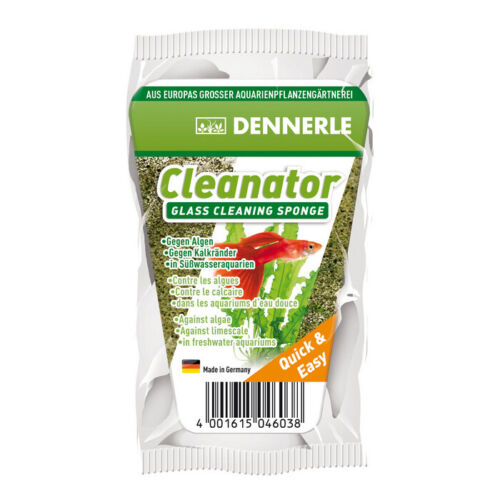 AUS EUROPAS GROSSER AQUARIENPFLANZENGÄRTNEREI
DENNERLE
Cleanator
GLASS CLEANING SPONGE
•Gegen Algen
•Gegen Kalkränder
•in Süßwasseraquarien
•Contre les algues
•Contre le calcaire
•dans les aquariums d'eau douce
•Against algae
•Against limescale
•in freshwater aquariums
Quick &
Easy
Made in Germany
4 001615 046038